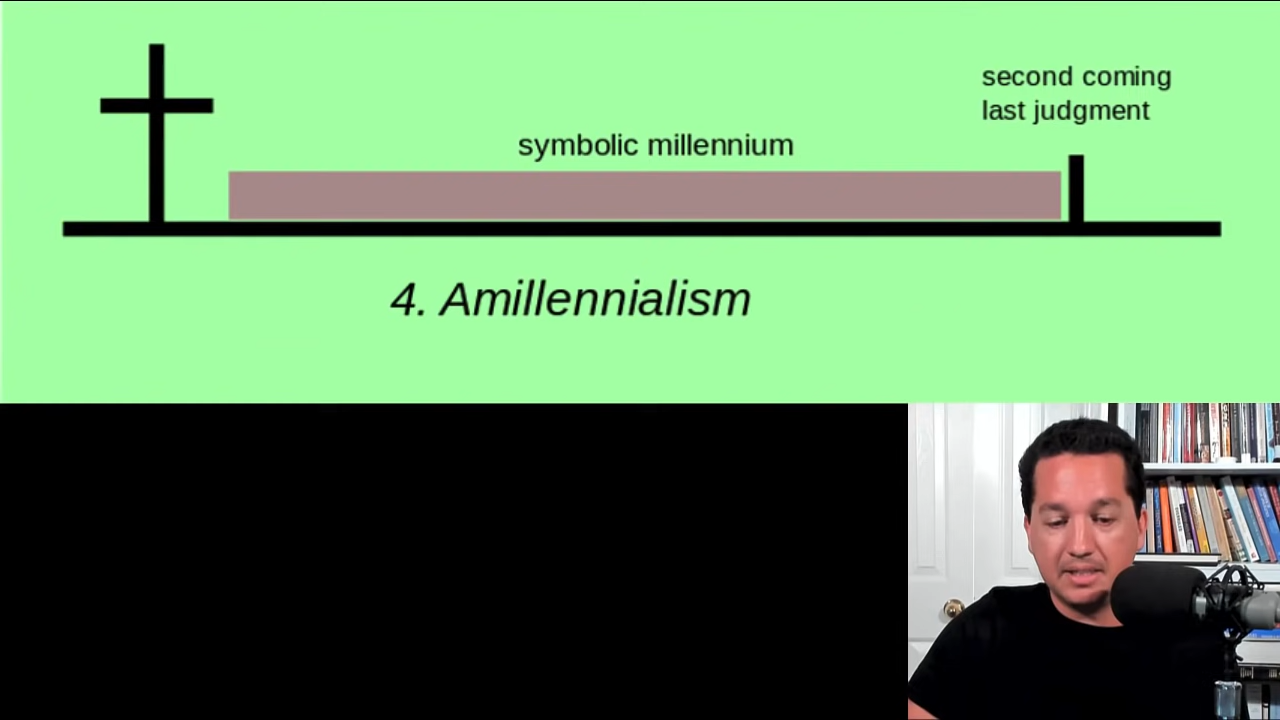 second coming
last judgment
symbolic millennium
4. Amillennialism